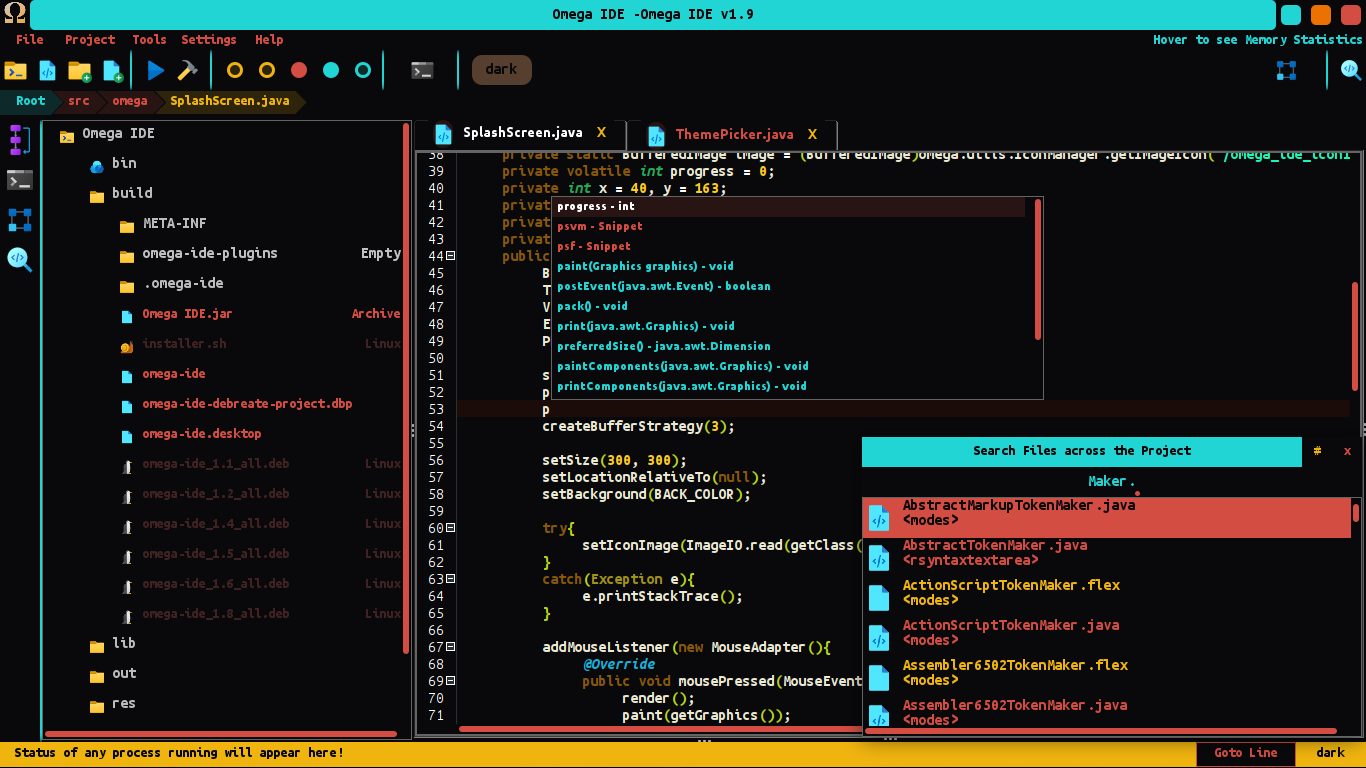 Omega IDE -Omega IDE v1.9
File Project Tools Settings Help
Hover to see Memory Statistics
dark
Root src omega SplashScreen.java
Omega IDE
bin
build
META-INF
omega-ide-plugins Empty
.omega-ide
Omega IDE.jar Archive
installer.sh Linux
omega-ide
omega-ide-debreate-project.dbp
omega-ide.desktop
omega-ide_1.1_all.deb Linux
omega-ide_1.2_all.deb Linux
omega-ide_1.4_all.deb Linux
omega-ide_1.5_all.deb Linux
omega-ide_1.6_all.deb Linux
omega-ide_1.8_all.deb Linux
lib
out
res
SplashScreen.java X ThemePicker.java X
38 private static BufferedImage image = (BufferedImage)omega.utils.IconManager.getImageIcon("/omega_ide_icon1
39 private volatile int progress = 0;
40 private int x = 40, y = 163;
41 privat
42 privat
43 privat
44 public
45 B
46 T
47 V
48 E
49 P
50
51 s
52 p
53 p
54 createBufferStrategy(3);
55
56 setSize(300, 300);
57 setLocationRelativeTo(null);
58 setBackground(BACK_COLOR);
59
60 try{
61 setIconImage(ImageIO.read(getClass(
62 }
63 catch(Exception e){
64 e.printStackTrace();
65 }
66
67 addMouseListener(new MouseAdapter(){
68 @Override
69 public void mousePressed(MouseEvent
70 render();
71 paint(getGraphics());
progress - int
psvm - Snippet
psf - Snippet
paint(Graphics graphics) - void
postEvent(java.awt.Event) - boolean
pack() - void
print(java.awt.Graphics) - void
preferredSize() - java.awt.Dimension
paintComponents(java.awt.Graphics) - void
printComponents(java.awt.Graphics) - void
Search Files across the Project # x
Maker.
AbstractMarkupTokenMaker.java
<modes>
AbstractTokenMaker.java
<rsyntaxtextarea>
ActionScriptTokenMaker.flex
<modes>
ActionScriptTokenMaker.java
<modes>
Assembler6502TokenMaker.flex
<modes>
Assembler6502TokenMaker.java
<modes>
Status of any process running will appear here!
Goto Line
dark